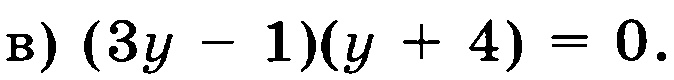 в) (3y − 1)(y + 4) = 0.